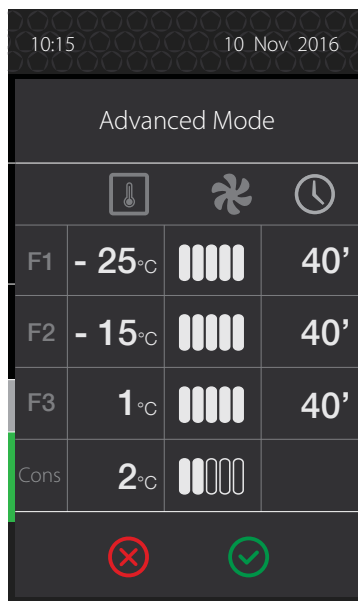 10:15 10 Nov 2016
Advanced Mode
F1 - 25°C 40’
F2 - 15°C 40’
F3 1°C 40’
Cons 2°C